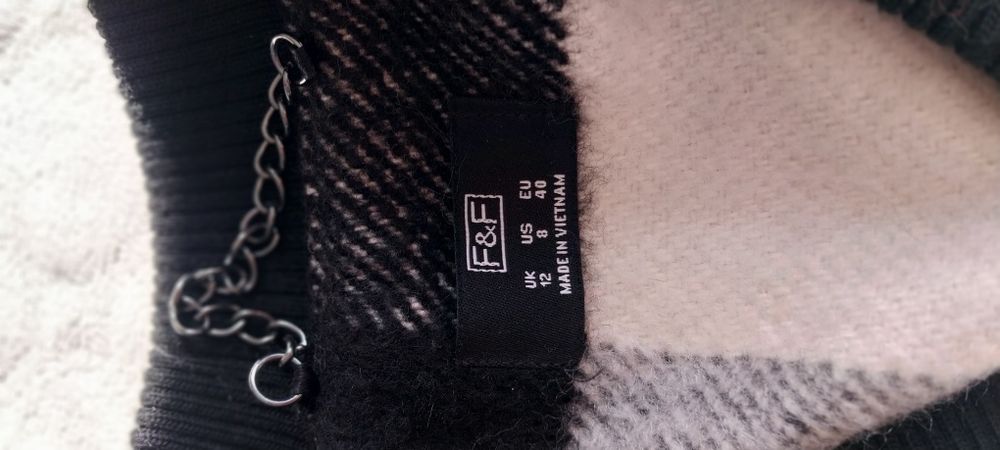 F&F
UK US EU
12 8 40
MADE IN VIETNAM